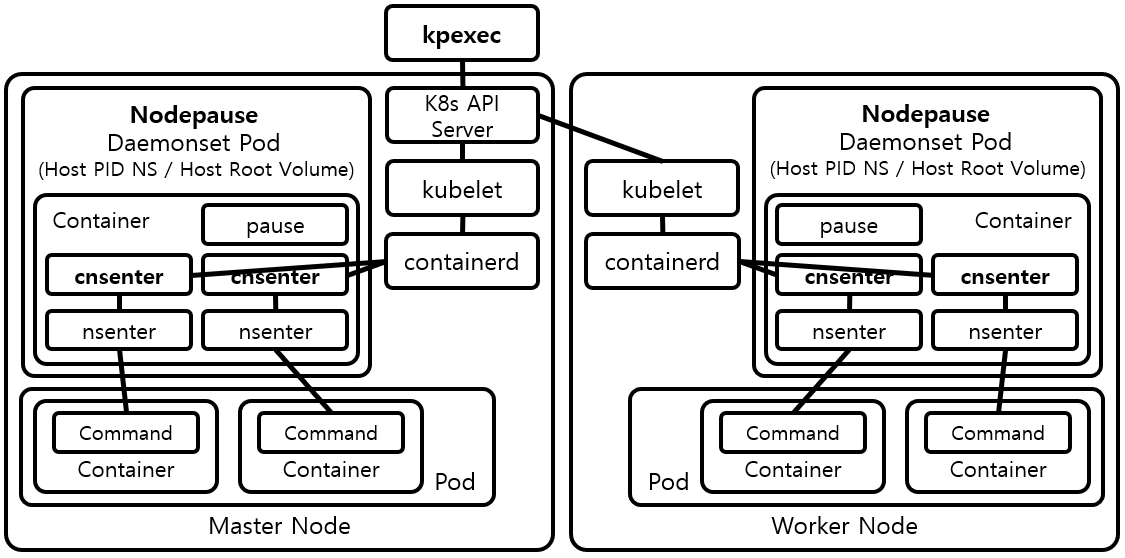 kpexec
Nodepause
Daemonset Pod
(Host PID NS / Host Root Volume)
Container
pause
cnsenter
cnsenter
nsenter
nsenter
K8s API
Server
kubelet
containerd
Command
Container
Command
Container
Pod
Master Node
kubelet
containerd
Nodepause
Daemonset Pod
(Host PID NS / Host Root Volume)
pause
Container
cnsenter
cnsenter
nsenter
nsenter
Pod
Command
Container
Command
Container
Worker Node